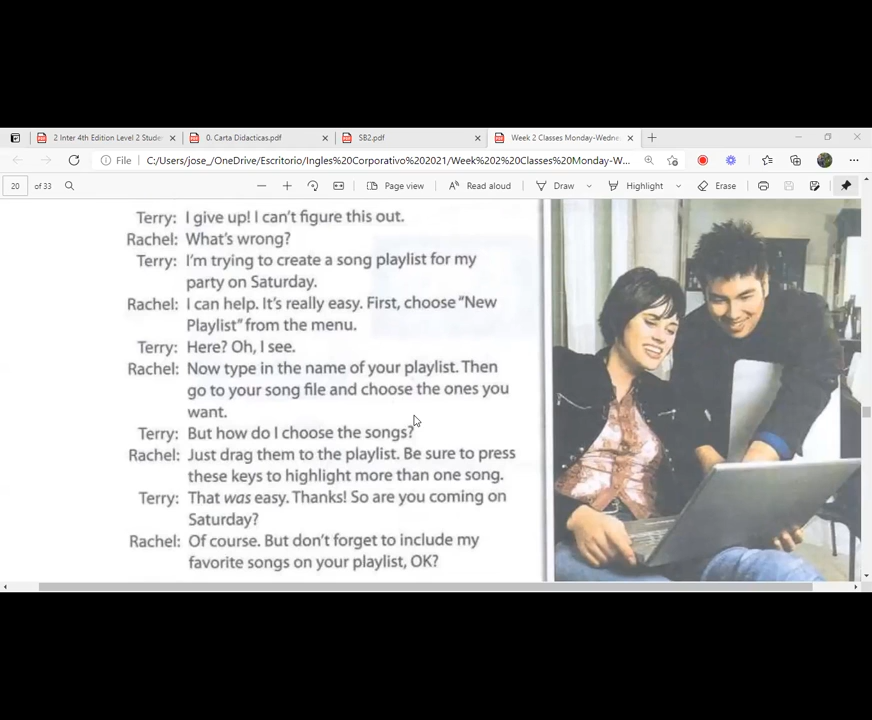 2 Inter 4th Edition Level 2 Stude
0. Carta Didacticas.pdf
SB2.pdf
Week 2 Classes Monday-Wedn
File
C:/Users/jose_/OneDrive/Escritorio/Ingles%20Corporativo%202021/Week%202%20Classes%20Monday-W...
20 of 33
Page view
Read aloud
Draw
Highlight
Erase
Terry: I give up! I can't figure this out.
Rachel: What's wrong?
Terry: I'm trying to create a song playlist for my
party on Saturday.
Rachel: I can help. It's really easy. First, choose "New
Playlist" from the menu.
Terry: Here? Oh, I see.
Rachel: Now type in the name of your playlist. Then
go to your song file and choose the ones you
want.
Terry: But how do I choose the songs?
Rachel: Just drag them to the playlist. Be sure to press
these keys to highlight more than one song.
Terry: That was easy. Thanks! So are you coming on
Saturday?
Rachel: Of course. But don't forget to include my
favorite songs on your playlist, OK?